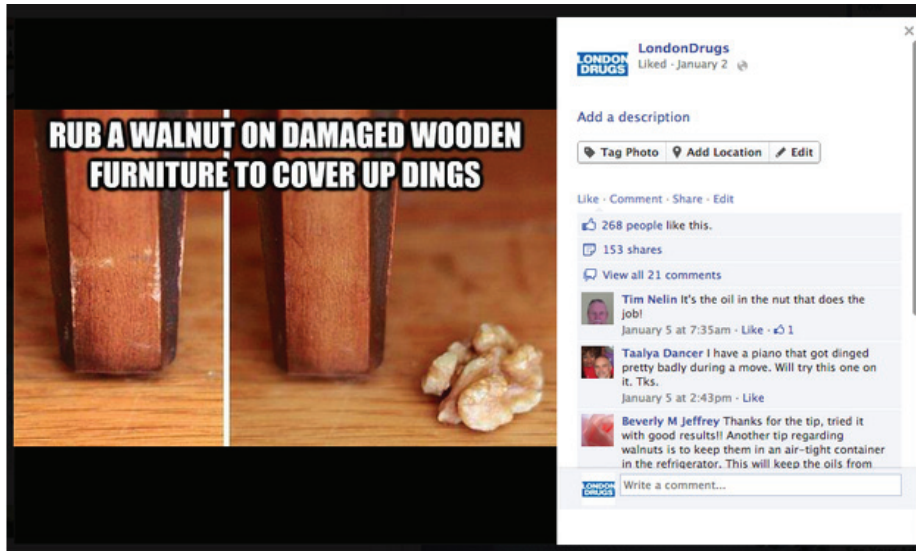 RUB A WALNUT ON DAMAGED WOODEN
FURNITURE TO COVER UP DINGS
LONDON
DRUGS
LondonDrugs
Liked · January 2
Add a description
Tag Photo Add Location Edit
Like · Comment · Share · Edit
268 people like this.
153 shares
View all 21 comments
Tim Nelin It's the oil in the nut that does the
job!
January 5 at 7:35am · Like · 1
Taalya Dancer I have a piano that got dinged
pretty badly during a move. Will try this one on
it. Tks.
January 5 at 2:43pm · Like
Beverly M Jeffrey Thanks for the tip, tried it
with good results!! Another tip regarding
walnuts is to keep them in an air-tight container
in the refrigerator. This will keep the oils from
LONDON
DRUGS
Write a comment...